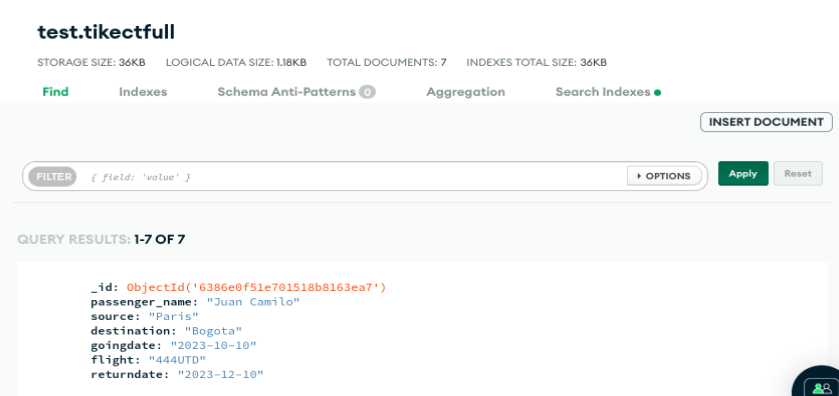 test.tikectfull
STORAGE SIZE: 36KB LOGICAL DATA SIZE: 1.18KB TOTAL DOCUMENTS: 7 INDEXES TOTAL SIZE: 36KB
Find Indexes Schema Anti-Patterns 0 Aggregation Search Indexes
INSERT DOCUMENT
FILTER { field: 'value' } OPTIONS Apply Reset
QUERY RESULTS: 1-7 OF 7
_id: ObjectId('6386e0f51e701518b8163ea7')
passenger_name: "Juan Camilo"
source: "Paris"
destination: "Bogota"
goingdate: "2023-10-10"
flight: "444UTD"
returndate: "2023-12-10"